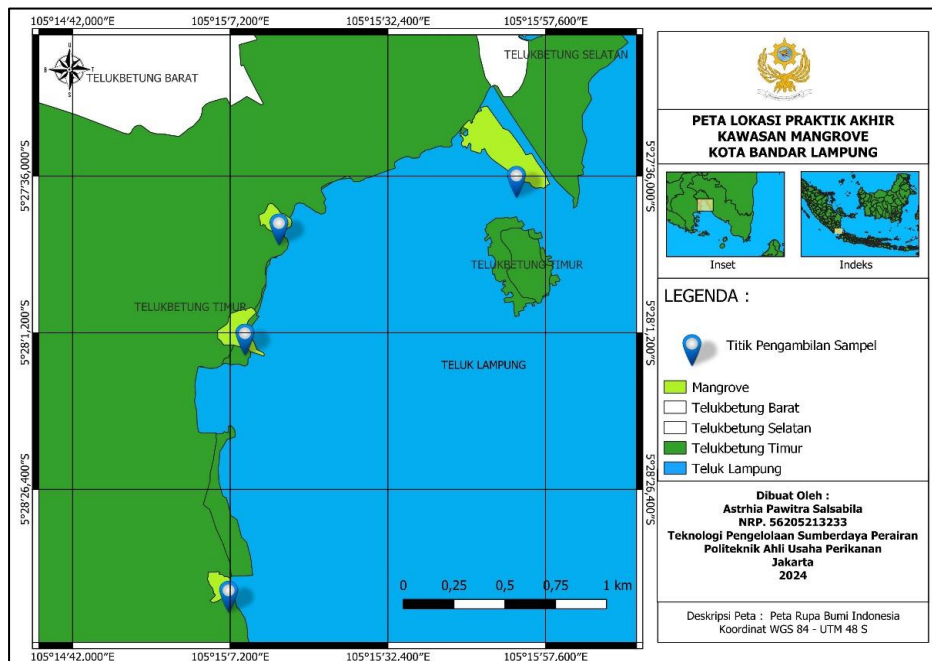 105°14'42,000"E 105°15'7,200"E 105°15'32,400"E 105°15'57,600"E
U
B T
S
TELUKBETUNG BARAT
TELUKBETUNG SELATAN
5°27'36,000"S
5°27'36,000"S
TELUKBETUNG TIMUR
TELUKBETUNG TIMUR
5°28'1,200"S
5°28'1,200"S
TELUK LAMPUNG
5°28'26,400"S
5°28'26,400"S
0 0,25 0,5 0,75 1 km
105°14'42,000"E 105°15'7,200"E 105°15'32,400"E 105°15'57,600"E
PETA LOKASI PRAKTIK AKHIR
KAWASAN MANGROVE
KOTA BANDAR LAMPUNG
Inset Indeks
LEGENDA :
Titik Pengambilan Sampel
Mangrove
Telukbetung Barat
Telukbetung Selatan
Telukbetung Timur
Teluk Lampung
Dibuat Oleh :
Astrhia Pawitra Salsabila
NRP. 56205213233
Teknologi Pengelolaan Sumberdaya Perairan
Politeknik Ahli Usaha Perikanan
Jakarta
2024
Deskripsi Peta : Peta Rupa Bumi Indonesia
Koordinat WGS 84 - UTM 48 S